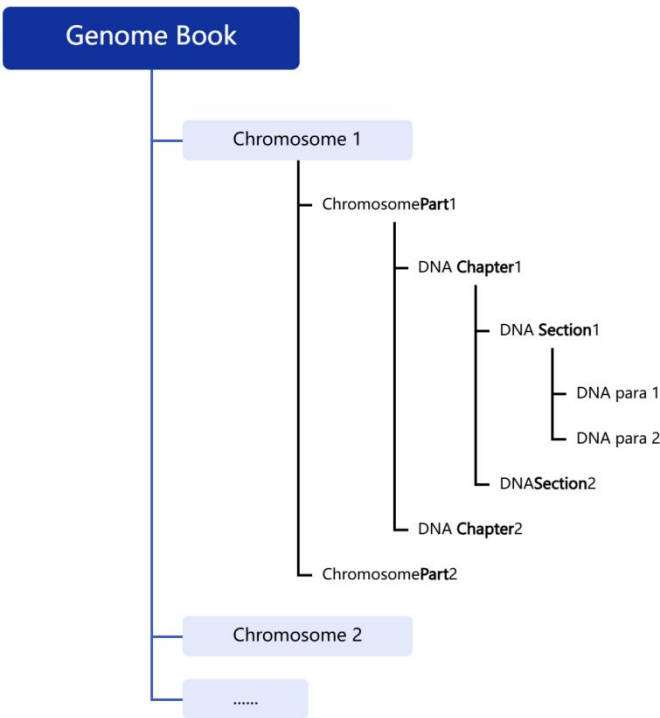 Genome Book
Chromosome 1
ChromosomePart1
DNA Chapter1
DNA Section1
DNA para 1
DNA para 2
DNASection2
DNA Chapter2
ChromosomePart2
Chromosome 2
......